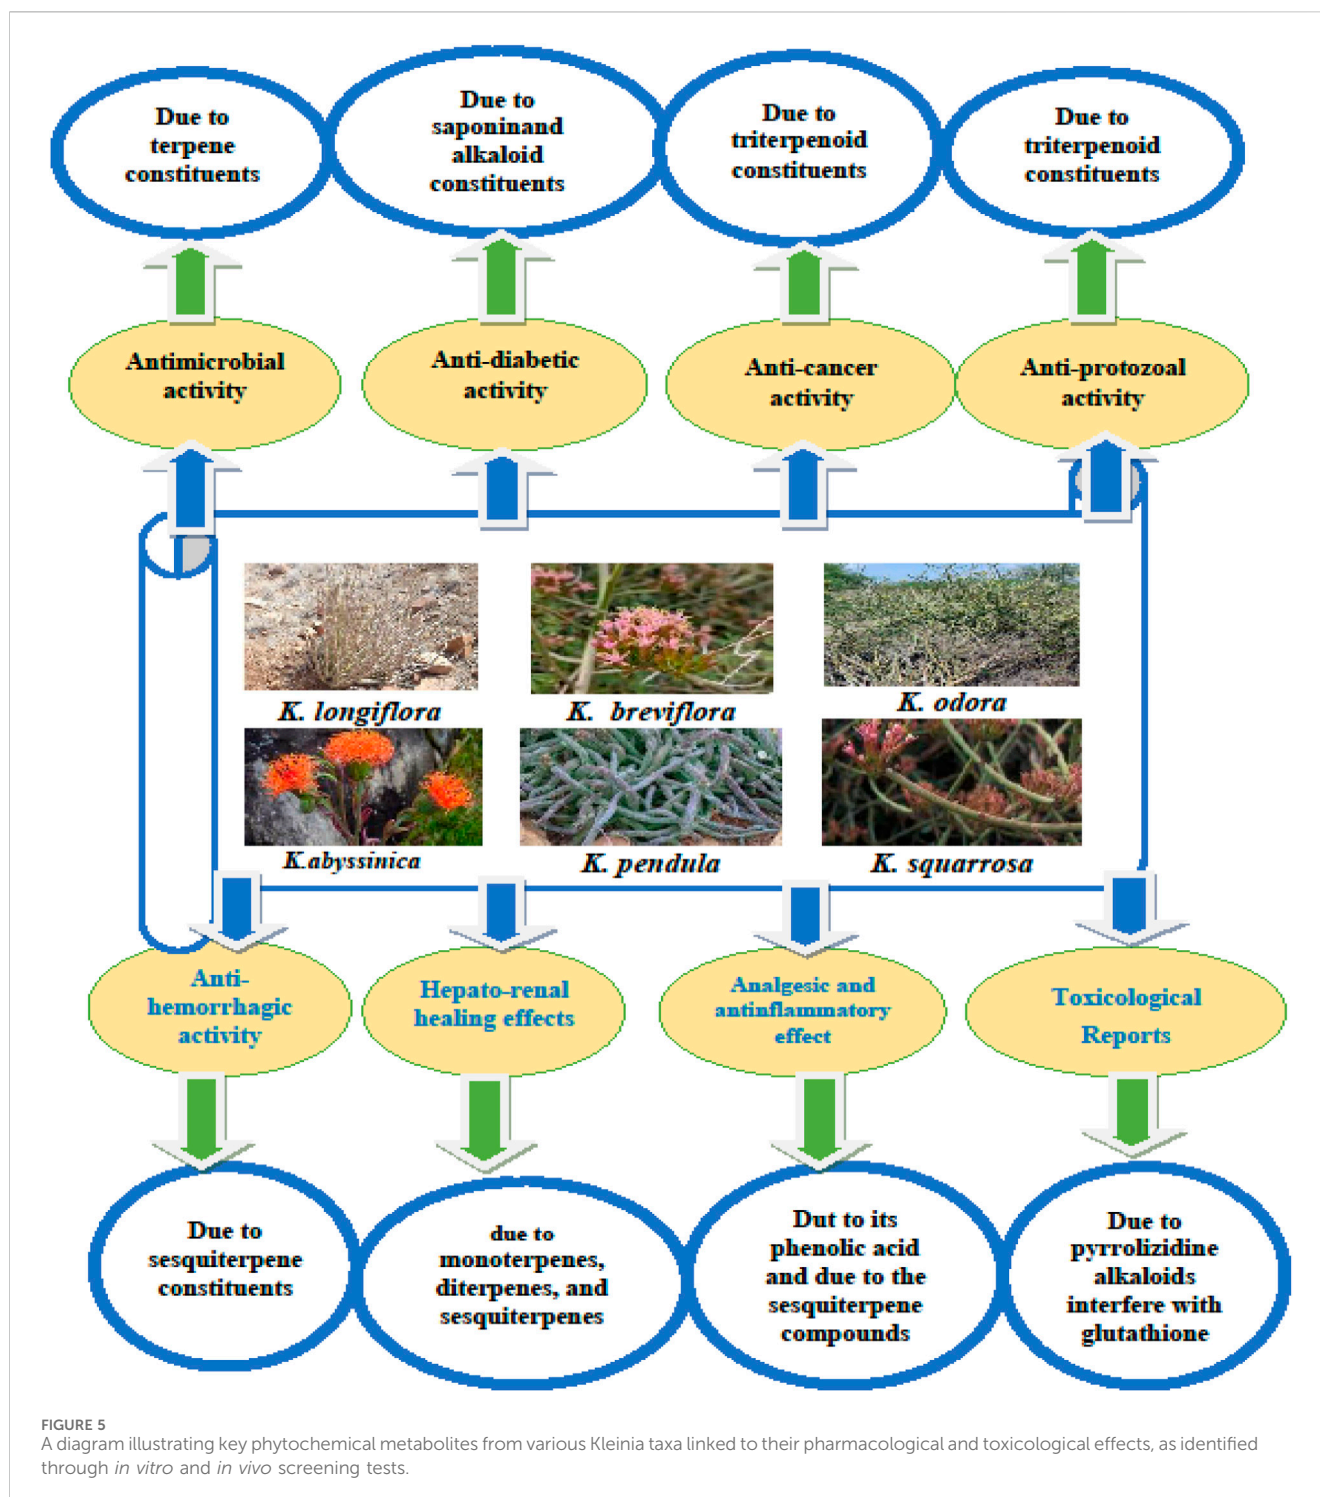 Due to
terpene
constituents
Due to
saponinand
alkaloid
constituents
Due to
triterpenoid
constituents
Due to
triterpenoid
constituents
Antimicrobial
activity
Anti-diabetic
activity
Anti-cancer
activity
Anti-protozoal
activity
K. longiflora
K. breviflora
K. odora
K.abyssinica
K. pendula
K. squarrosa
Anti-
hemorrhagic
activity
Hepato-renal
healing effects
Analgesic and
antinflammatory
effect
Toxicological
Reports
Due to
sesquiterpene
constituents
due to
monoterpenes,
diterpenes, and
sesquiterpenes
Dut to its
phenolic acid
and due to the
sesquiterpene
compounds
Due to
pyrrolizidine
alkaloids
interfere with
glutathione
FIGURE 5
A diagram illustrating key phytochemical metabolites from various Kleinia taxa linked to their pharmacological and toxicological effects, as identified
through in vitro and in vivo screening tests.